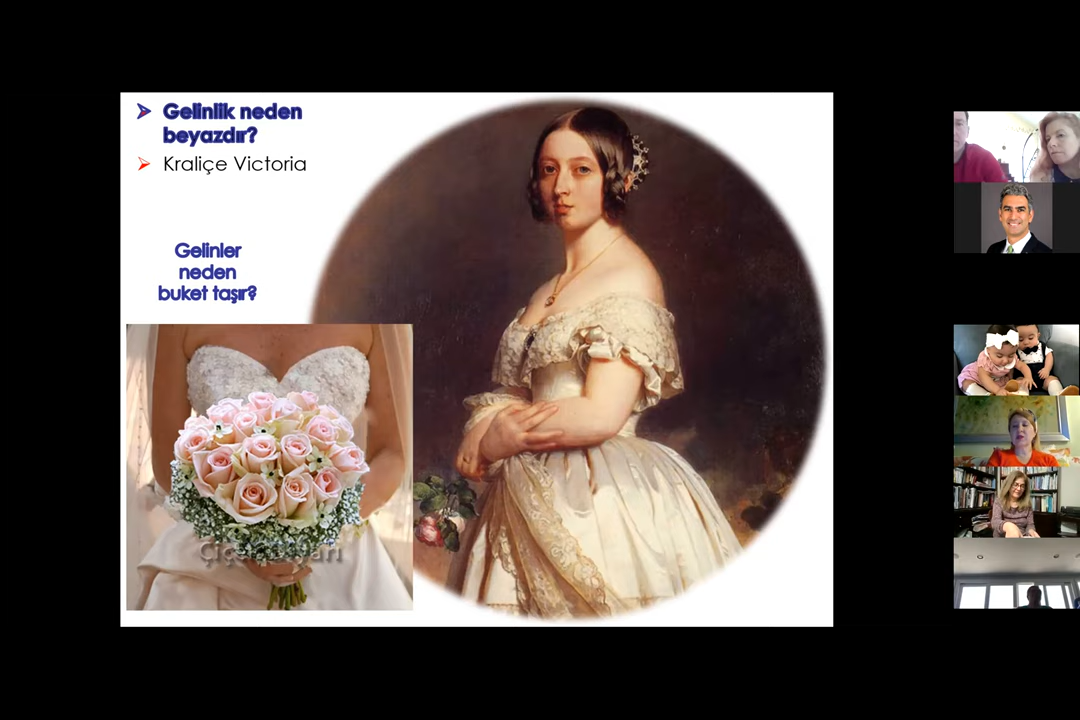 Gelinlik neden
beyazdır?
Kraliçe Victoria
Gelinler
neden
buket taşır?